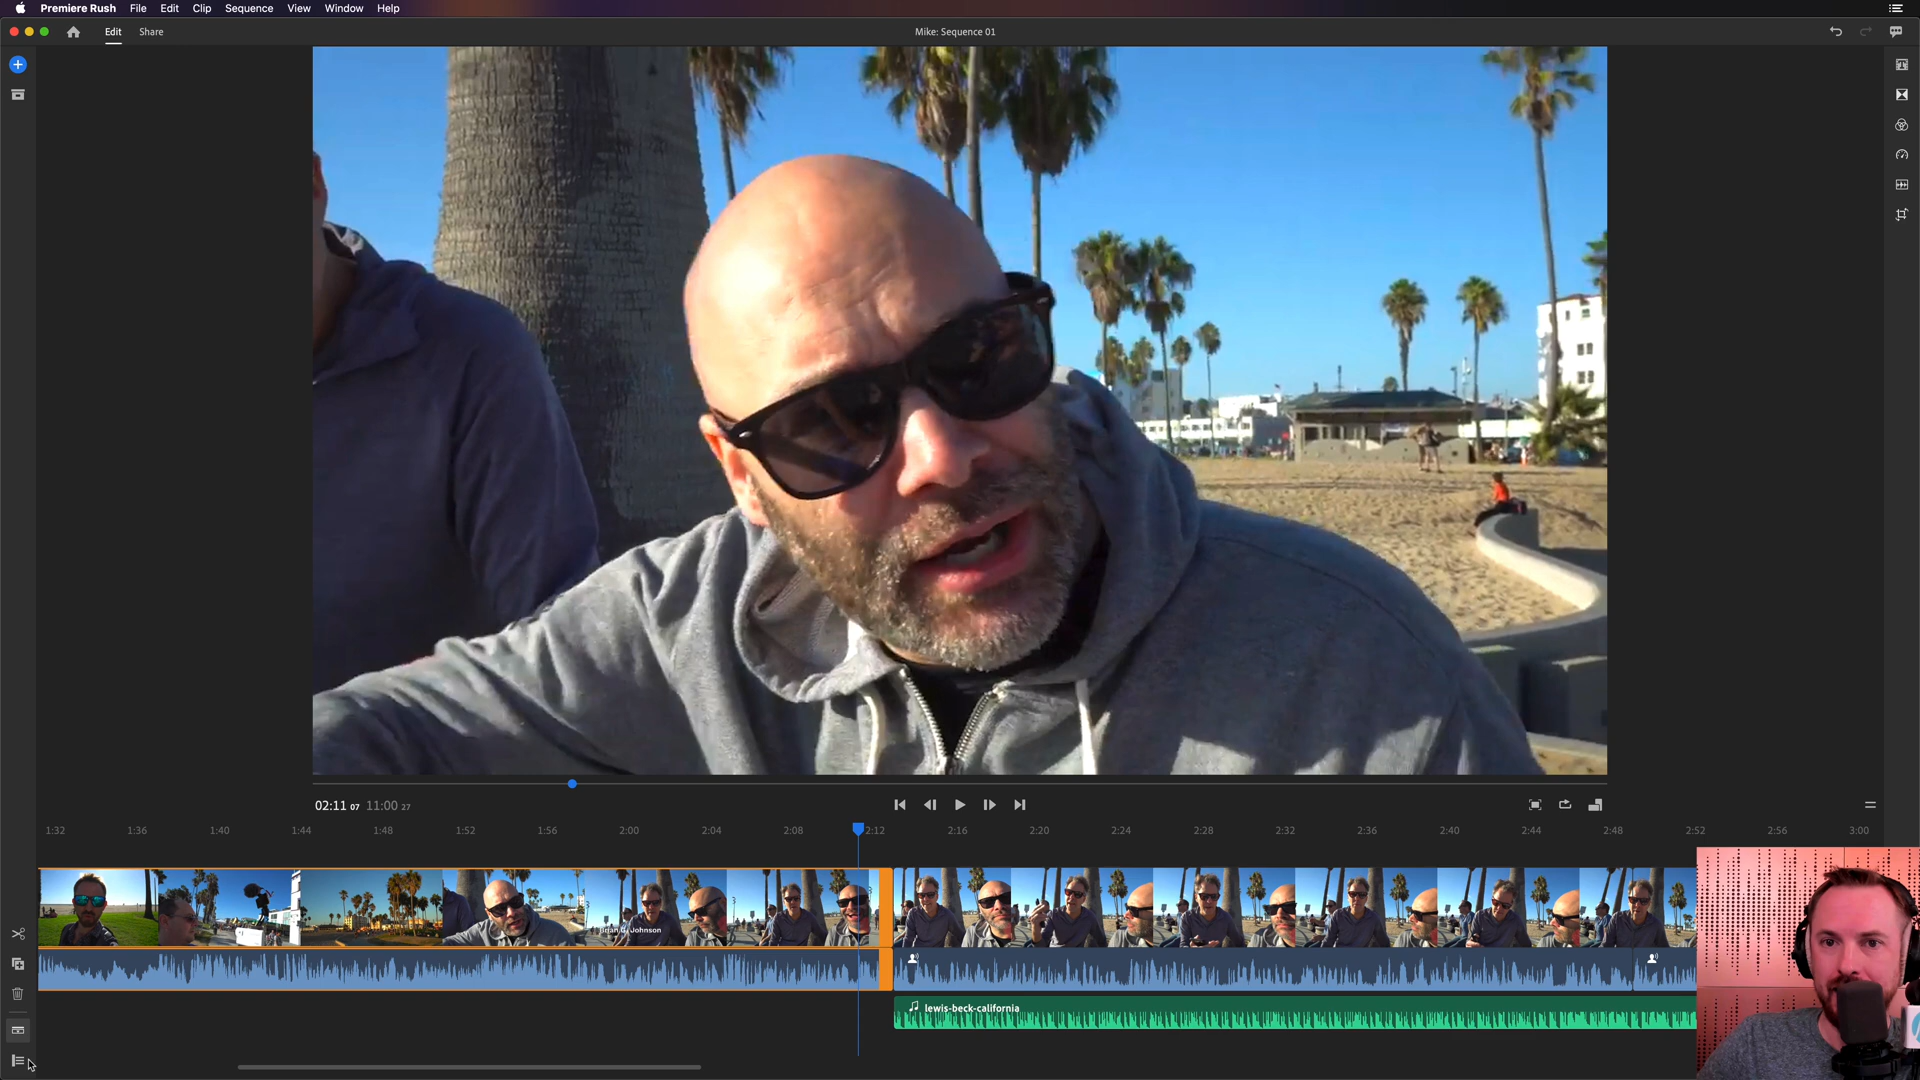 Premiere Rush File Edit Clip Sequence View Window Help
Edit Share Mike: Sequence 01
02:11 07 11:00 27
1:32 1:36 1:40 1:44 1:48 1:52 1:56 2:00 2:04 2:08 2:12 2:16 2:20 2:24 2:28 2:32 2:36 2:40 2:44 2:48 2:52 2:56 3:00
Brian G Johnson
lewis-beck-california